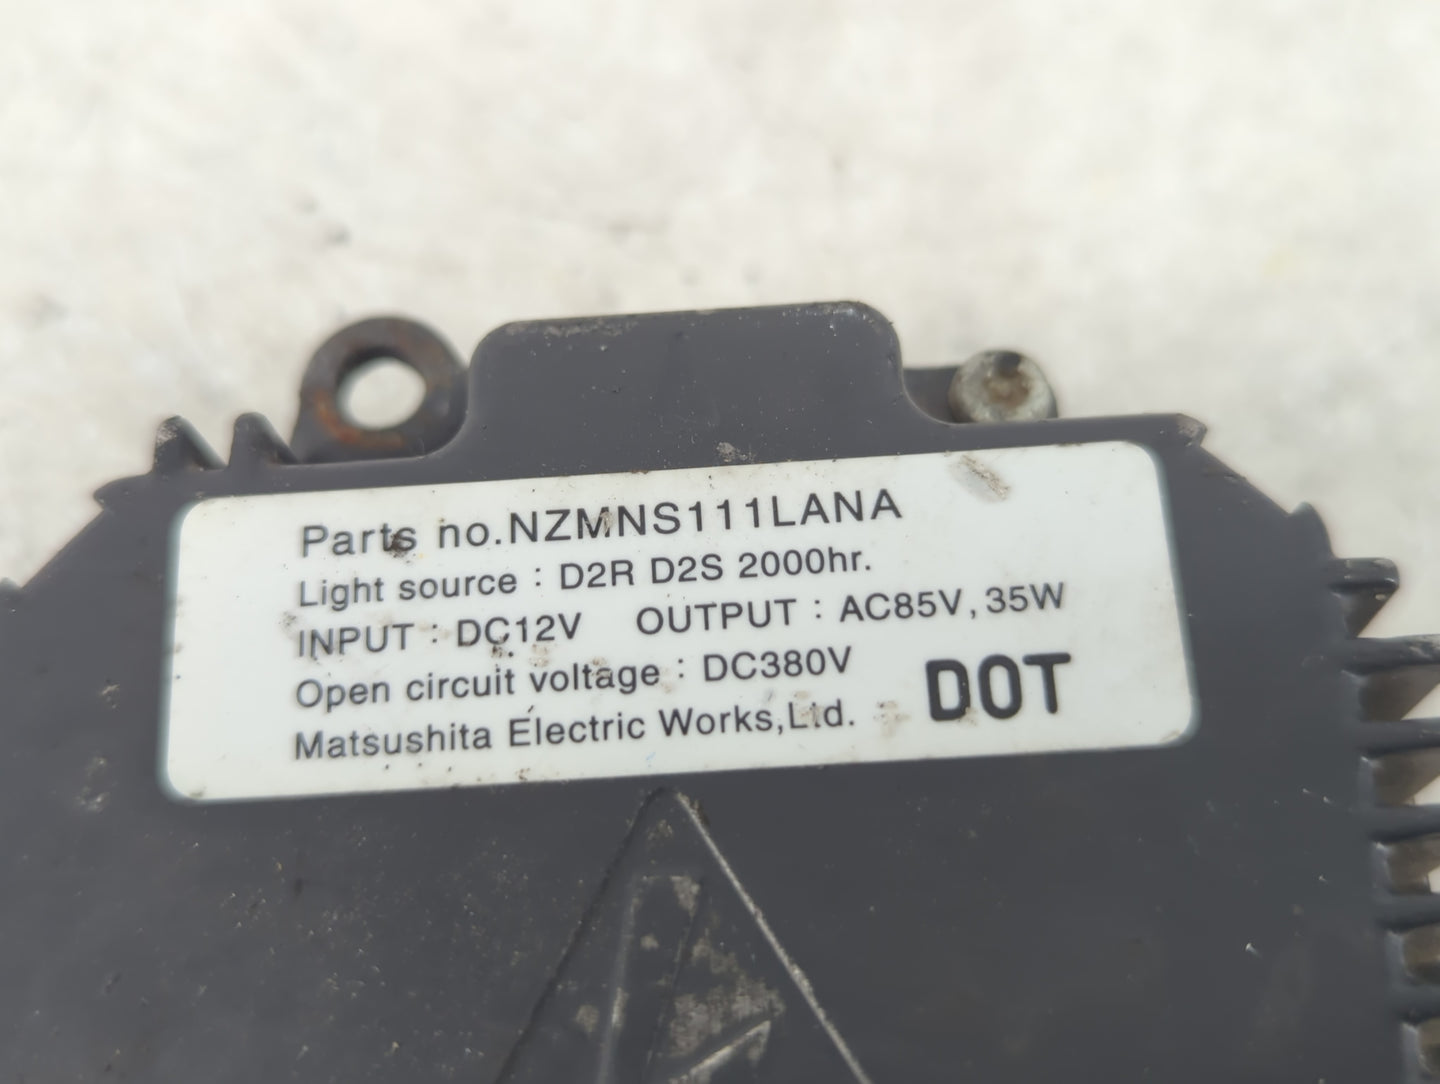 Parts no.NZMNS111LANA
Light source : D2R D2S 2000hr.
INPUT : DC12V OUTPUT : AC85V, 35W
Open circuit voltage : DC380V
Matsushita Electric Works,Ltd. DOT